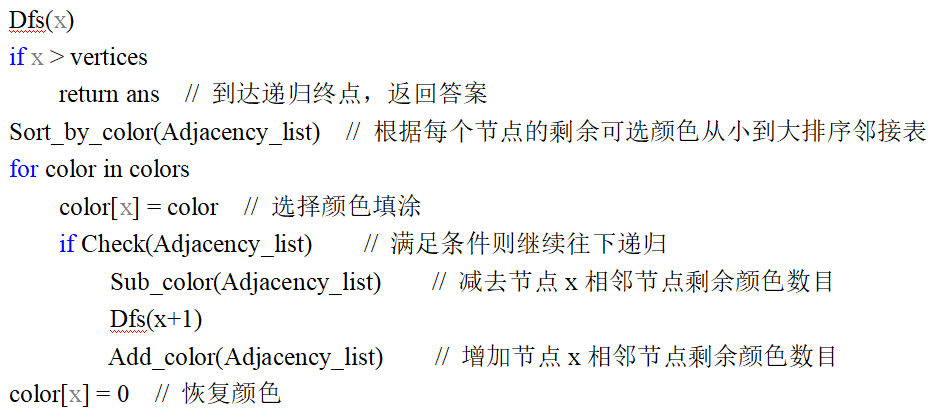 Dfs(x)
if x > vertices
return ans // 到达递归终点，返回答案
Sort_by_color(Adjacency_list) // 根据每个节点的剩余可选颜色从小到大排序邻接表
for color in colors
color[x] = color // 选择颜色填涂
if Check(Adjacency_list) // 满足条件则继续往下递归
Sub_color(Adjacency_list) // 减去节点 x 相邻节点剩余颜色数目
Dfs(x+1)
Add_color(Adjacency_list) // 增加节点 x 相邻节点剩余颜色数目
color[x] = 0 // 恢复颜色